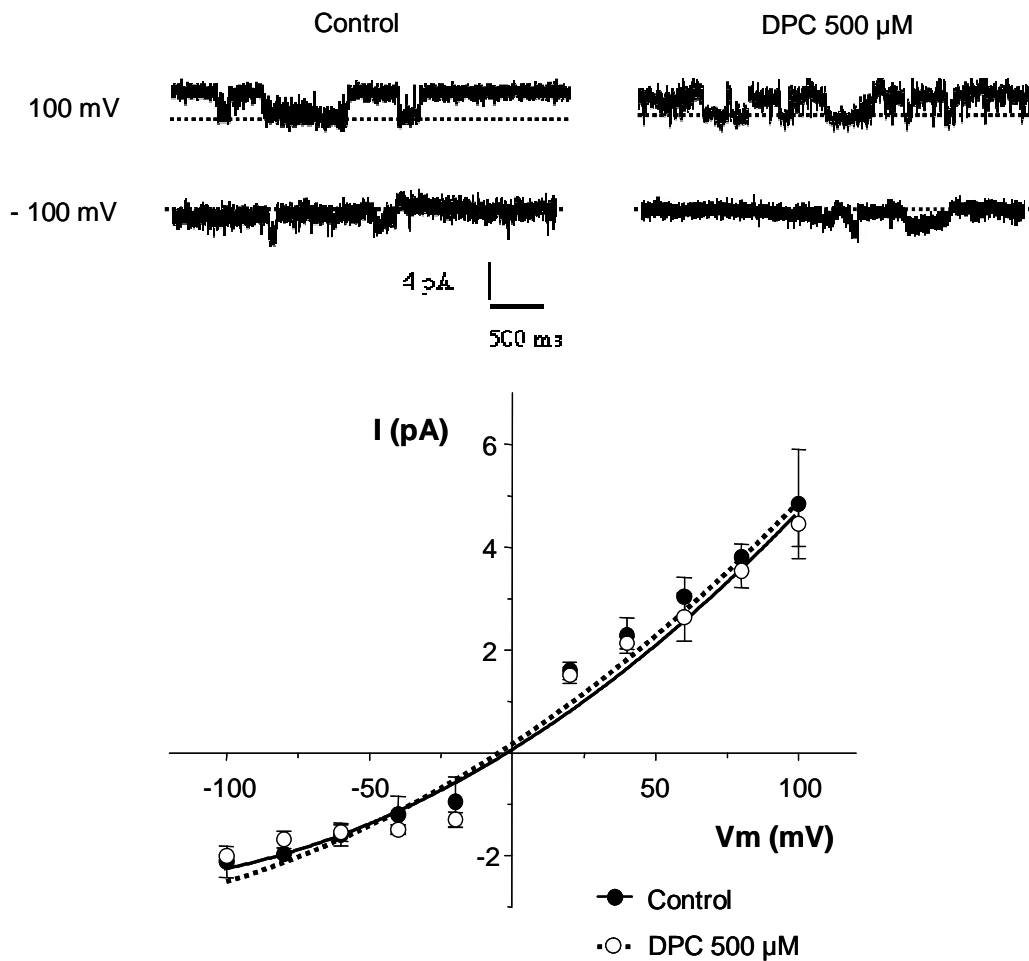 Control
DPC 500 µM
100 mV
- 100 mV
4 pA
500 ms
I (pA)
6
4
2
-100
-50
50
100
Vm (mV)
-2
Control
DPC 500 µM